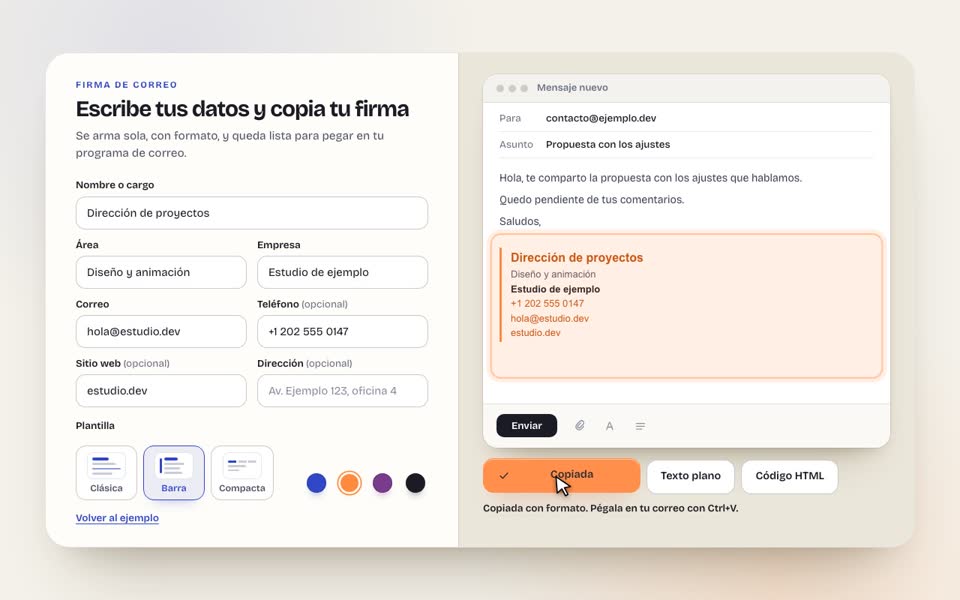 FIRMA DE CORREO
Escribe tus datos y copia tu firma
Se arma sola, con formato, y queda lista para pegar en tu
programa de correo.
Nombre o cargo
Dirección de proyectos
Área
Empresa
Diseño y animación
Estudio de ejemplo
Correo
Teléfono (opcional)
hola@estudio.dev
+1 202 555 0147
Sitio web (opcional)
Dirección (opcional)
estudio.dev
Av. Ejemplo 123, oficina 4
Plantilla
Clásica
Barra
Compacta
Volver al ejemplo
Mensaje nuevo
Para contacto@ejemplo.dev
Asunto Propuesta con los ajustes
Hola, te comparto la propuesta con los ajustes que hablamos.
Quedo pendiente de tus comentarios.
Saludos,
Dirección de proyectos
Diseño y animación
Estudio de ejemplo
+1 202 555 0147
hola@estudio.dev
estudio.dev
Enviar
A
Copiada
Texto plano
Código HTML
Copiada con formato. Pégala en tu correo con Ctrl+V.